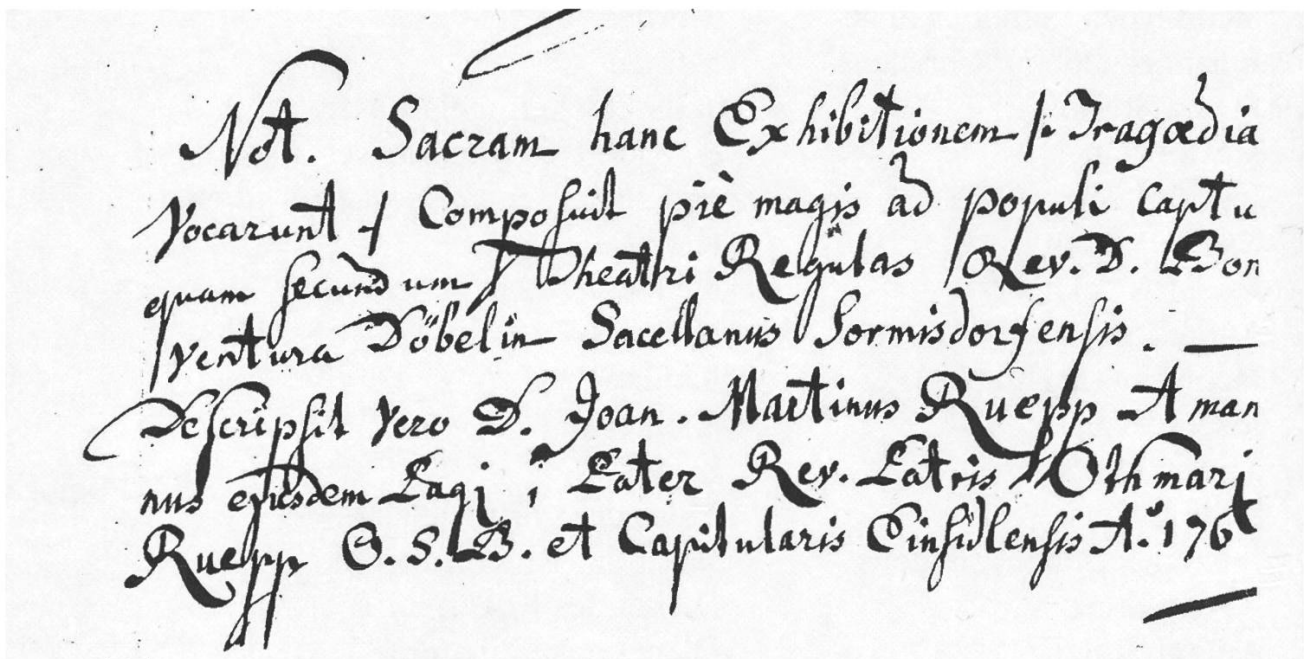 Not. Sacram hanc Exhibitionem /: Tragœdia
vocarunt :/ Composuit piè magis ad populi captu
quam secundum Theatri Regulas Rev. D. Bon
ventura Döbelin Sacellanus Sormisdorfensis. —
Descripsit vero D. Joan. Martinus Ruepp Aman
nus ejusdem Pagi, Pater Rev. Patris Othmari
Ruepp O. S. B. et Capitularis Einsidlensis Aº. 176